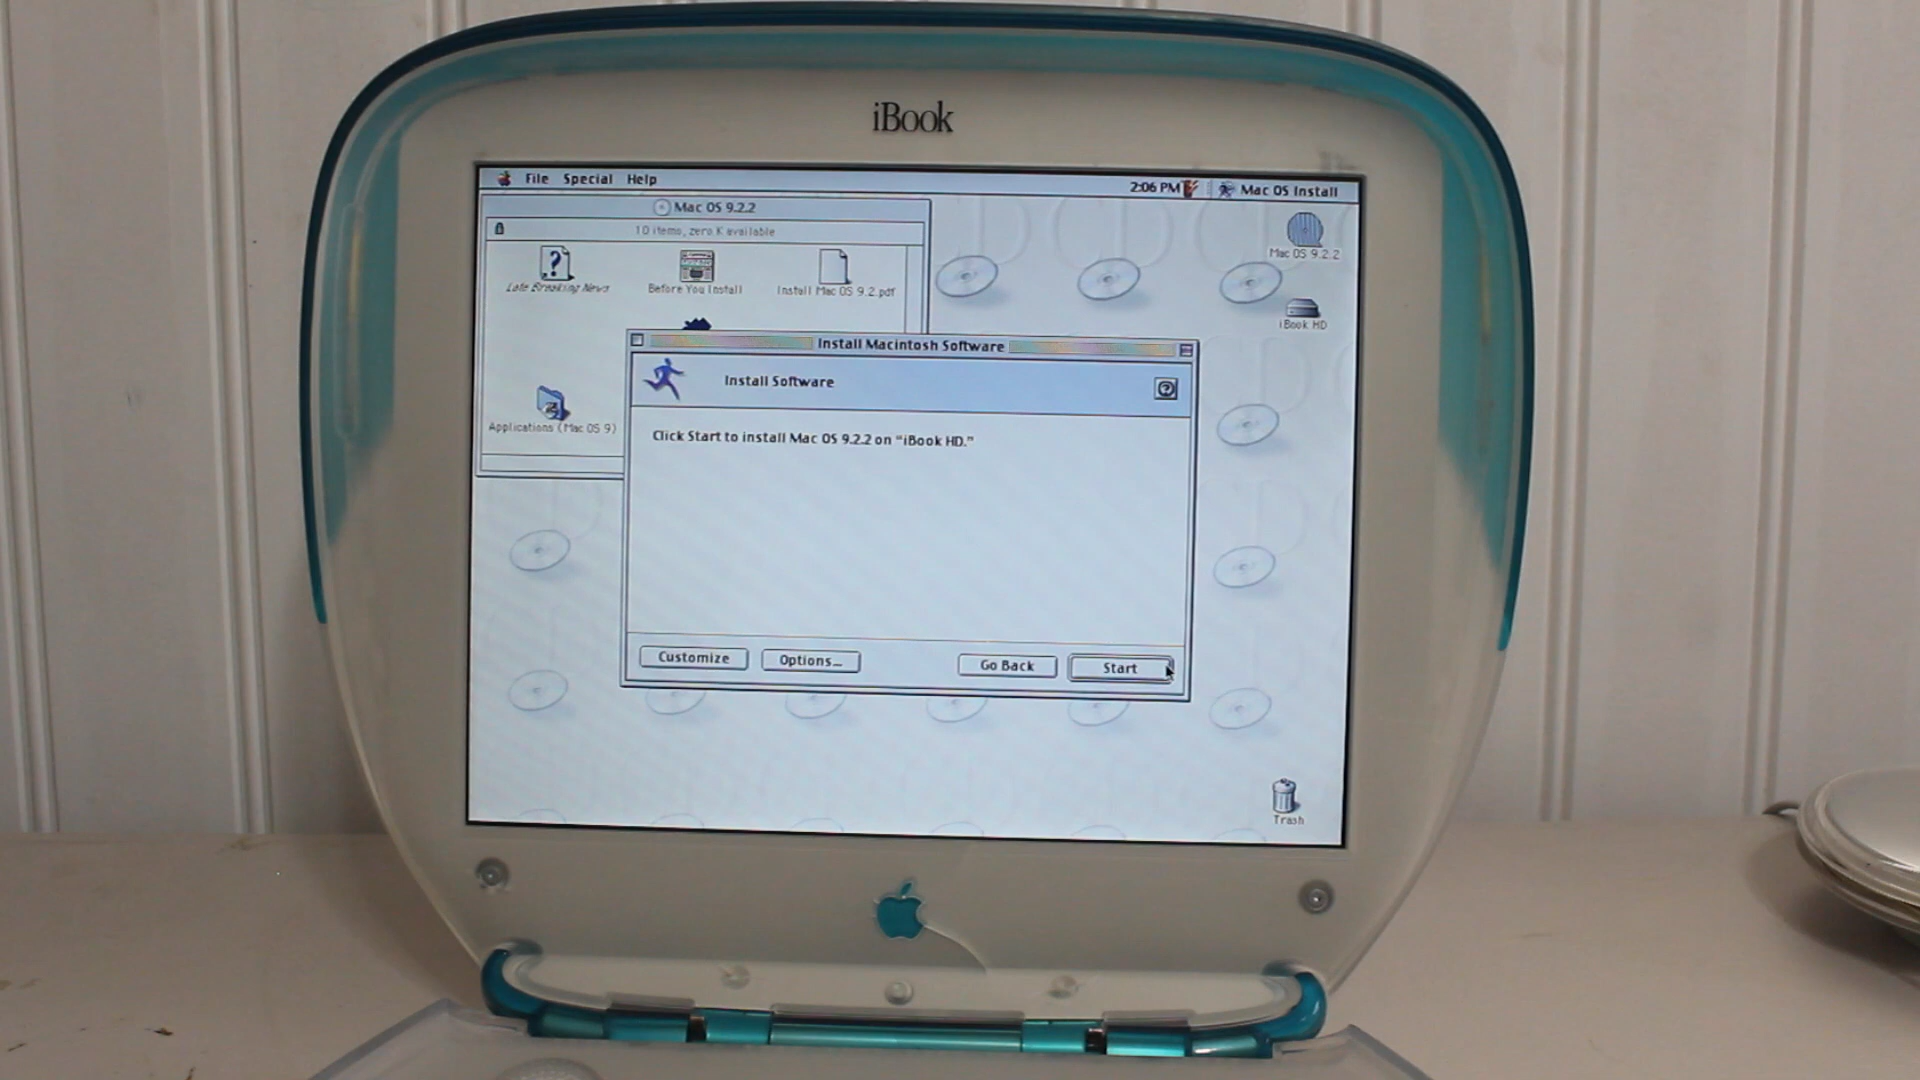 iBook
File Special Help 2:06 PM Mac OS Install
Mac OS 9.2.2
10 items, zero K available
Late Breaking News
Before You Install
Install Mac OS 9.2.pdf
Applications (Mac OS 9)
Mac OS 9.2.2
iBook HD
Install Macintosh Software
Install Software
Click Start to install Mac OS 9.2.2 on “iBook HD.”
Customize
Options...
Go Back
Start
Trash